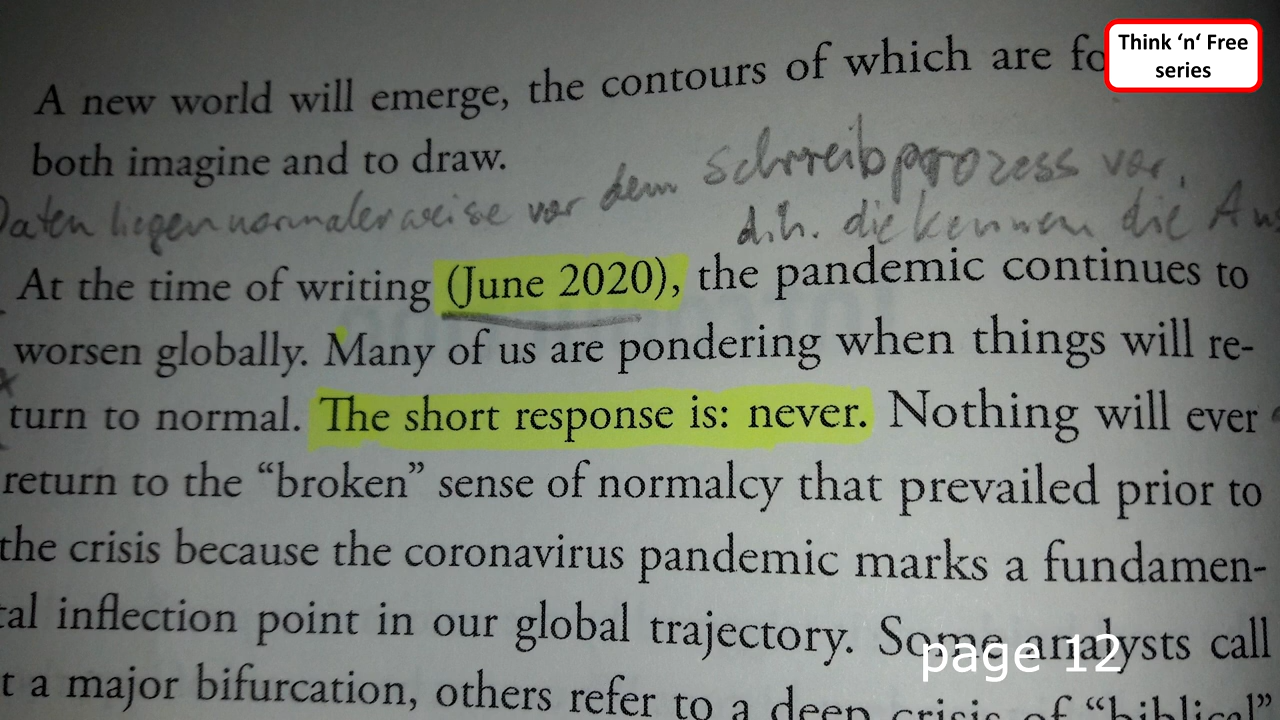 Think ‘n‘ Free
series
A new world will emerge, the contours of which are fo
both imagine and to draw.
Daten liegen normalerweise vor dem Schreibprozess vor,
d.h. die kennen die Aus
At the time of writing (June 2020), the pandemic continues to
worsen globally. Many of us are pondering when things will re-
turn to normal. The short response is: never. Nothing will ever
return to the “broken” sense of normalcy that prevailed prior to
the crisis because the coronavirus pandemic marks a fundamen-
tal inflection point in our global trajectory. Some analysts call
t a major bifurcation, others refer to a deep crisis of “biblical”
page 12